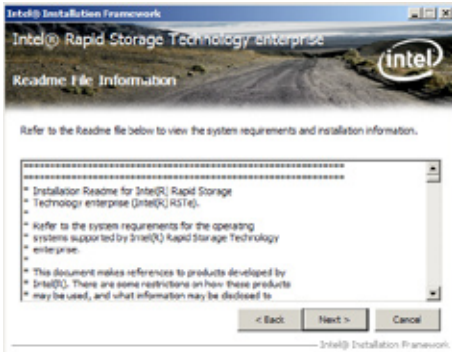 Intel® Installation Framework
Intel® Rapid Storage Technology enterprise
intel
Readme File Information
Refer to the Readme file below to view the system requirements and installation information.
* Installation Readme for Intel(R) Rapid Storage
* Technology enterprise (Intel(R) RSTe).
*
* Refer to the system requirements for the operating
* systems supported by Intel(R) Rapid Storage Technology
* enterprise.
*
* This document makes references to products developed by
* Intel(R). There are some restrictions on how these products
* may be used, and what information may be disclosed to
< Back
Next >
Cancel
Intel® Installation Framework